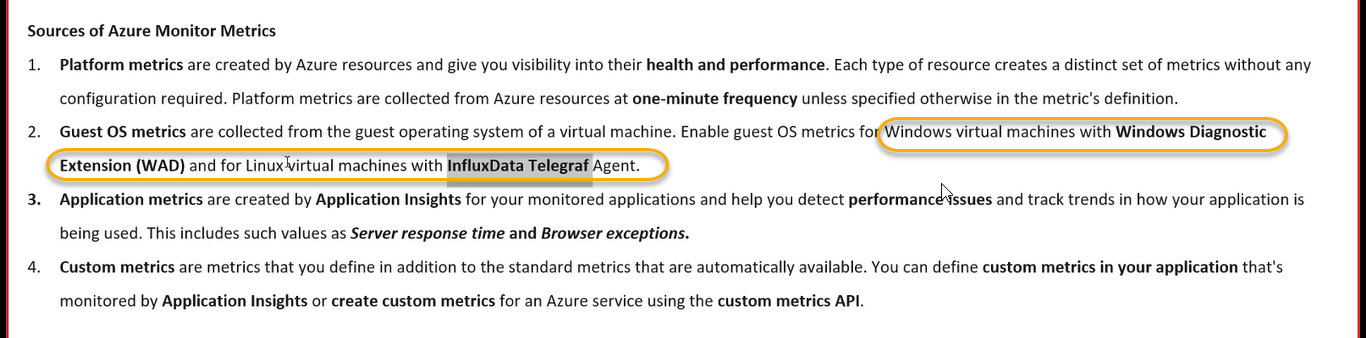 Sources of Azure Monitor Metrics
1. Platform metrics are created by Azure resources and give you visibility into their health and performance. Each type of resource creates a distinct set of metrics without any
configuration required. Platform metrics are collected from Azure resources at one-minute frequency unless specified otherwise in the metric's definition.
2. Guest OS metrics are collected from the guest operating system of a virtual machine. Enable guest OS metrics for Windows virtual machines with Windows Diagnostic
Extension (WAD) and for Linux virtual machines with InfluxData Telegraf Agent.
3. Application metrics are created by Application Insights for your monitored applications and help you detect performance issues and track trends in how your application is
being used. This includes such values as Server response time and Browser exceptions.
4. Custom metrics are metrics that you define in addition to the standard metrics that are automatically available. You can define custom metrics in your application that's
monitored by Application Insights or create custom metrics for an Azure service using the custom metrics API.